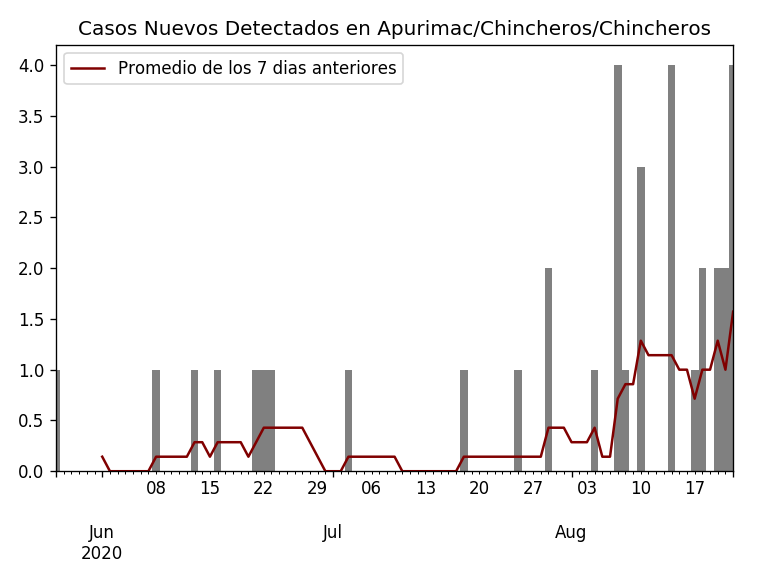 Casos Nuevos Detectados en Apurimac/Chincheros/Chincheros
Promedio de los 7 dias anteriores
4.0
3.5
3.0
2.5
2.0
1.5
1.0
0.5
0.0
08 15 22 29 06 13 20 27 03 10 17
Jun Jul Aug
2020